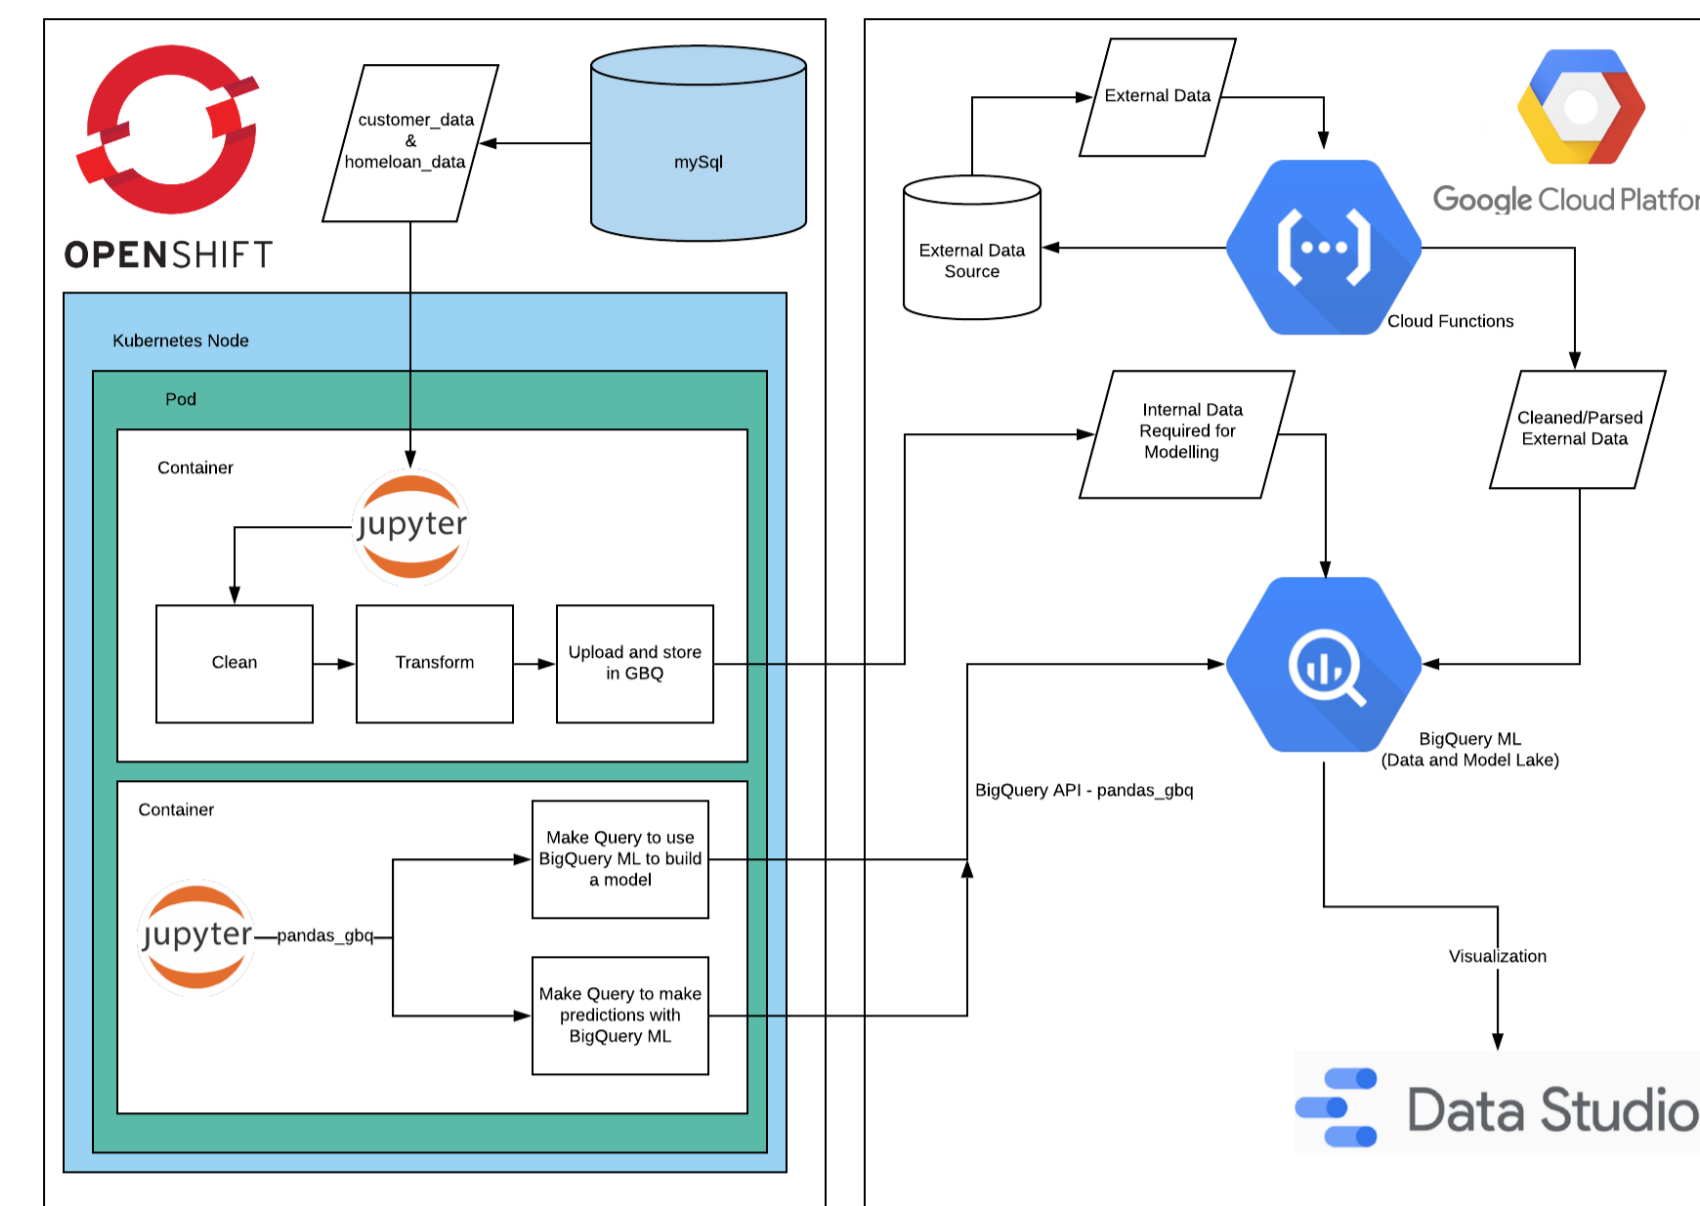 OPENSHIFT
customer_data
&
homeloan_data
mySql
Kubernetes Node
Pod
Container
jupyter
Clean
Transform
Upload and store
in GBQ
Container
jupyter
pandas_gbq
Make Query to use
BigQuery ML to build
a model
Make Query to make
predictions with
BigQuery ML
External Data
Google Cloud Platfor
External Data
Source
Cloud Functions
Internal Data
Required for
Modelling
Cleaned/Parsed
External Data
BigQuery ML
(Data and Model Lake)
BigQuery API - pandas_gbq
Visualization
Data Studio